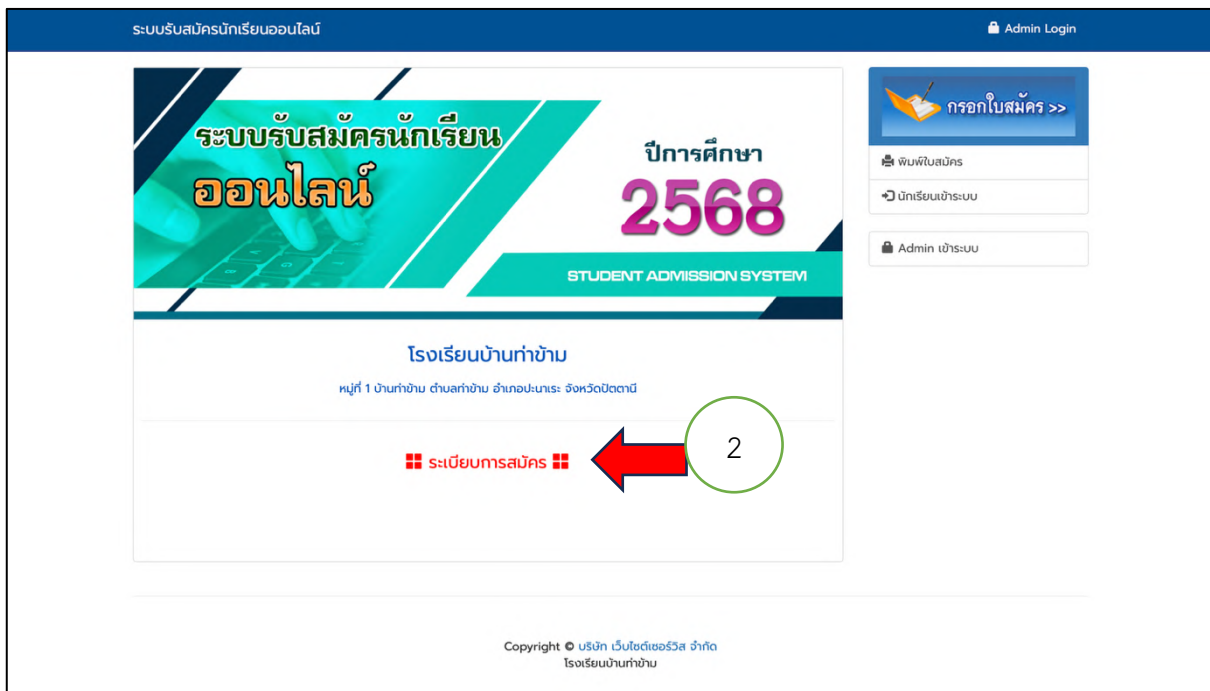 ระบบรับสมัครนักเรียนออนไลน์
Admin Login
ระบบรับสมัครนักเรียน
ออนไลน์
ปีการศึกษา
2568
STUDENT ADMISSION SYSTEM
กรอกใบสมัคร >>
พิมพ์ใบสมัคร
นักเรียนเข้าระบบ
Admin เข้าระบบ
โรงเรียนบ้านท่าข้าม
หมู่ที่ 1 บ้านท่าข้าม ตำบลท่าข้าม อำเภอปะนาเระ จังหวัดปัตตานี
ระเบียบการสมัคร
2
Copyright © บริษัท เว็บไซต์เซอร์วิส จำกัด
โรงเรียนบ้านท่าข้าม